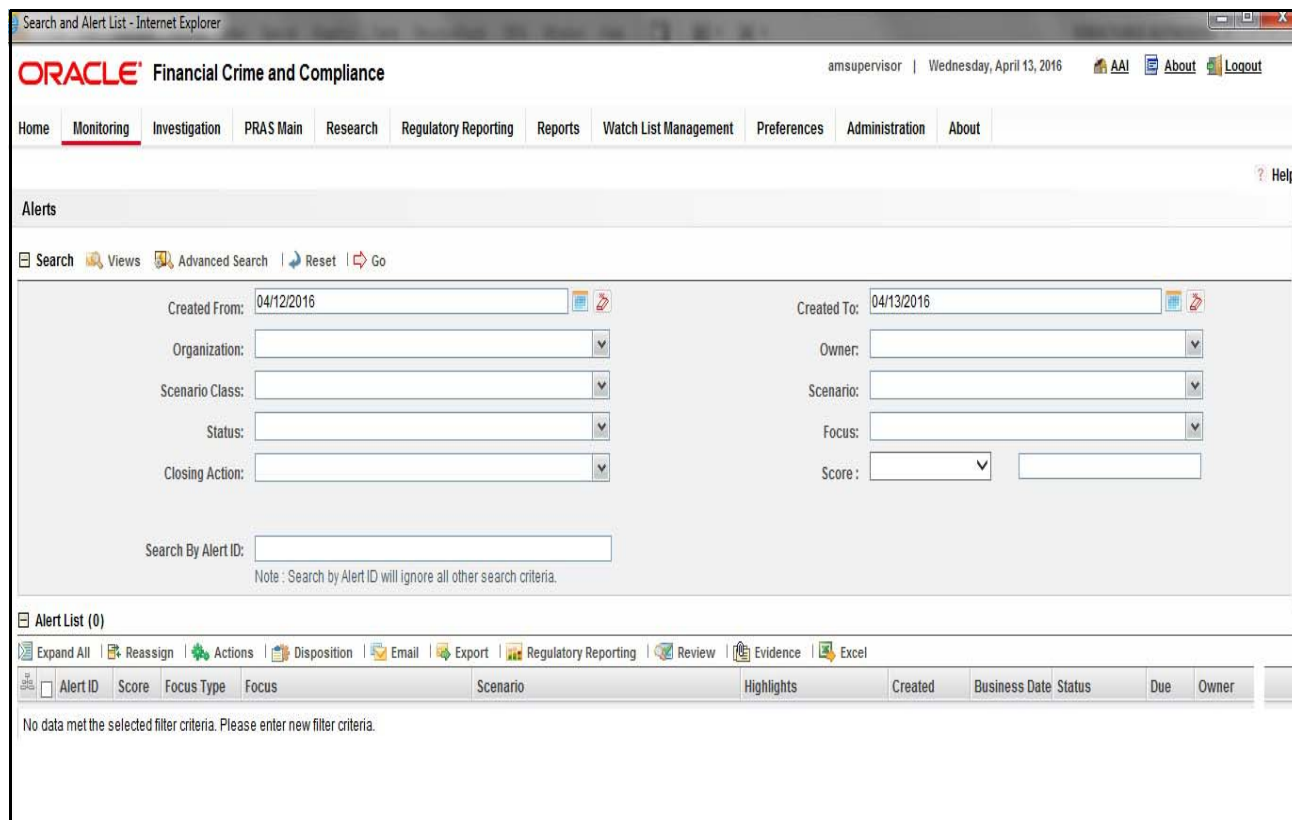 Search and Alert List - Internet Explorer
ORACLE® Financial Crime and Compliance
amsupervisor | Wednesday, April 13, 2016 AAI About Logout
Home Monitoring Investigation PRAS Main Research Regulatory Reporting Reports Watch List Management Preferences Administration About
? Help
Alerts
Search Views Advanced Search | Reset | Go
Created From: 04/12/2016 Created To: 04/13/2016
Organization: Owner:
Scenario Class: Scenario:
Status: Focus:
Closing Action: Score :
Search By Alert ID:
Note : Search by Alert ID will ignore all other search criteria.
Alert List (0)
Expand All | Reassign | Actions | Disposition | Email | Export | Regulatory Reporting | Review | Evidence | Excel
Alert ID Score Focus Type Focus Scenario Highlights Created Business Date Status Due Owner
No data met the selected filter criteria. Please enter new filter criteria.